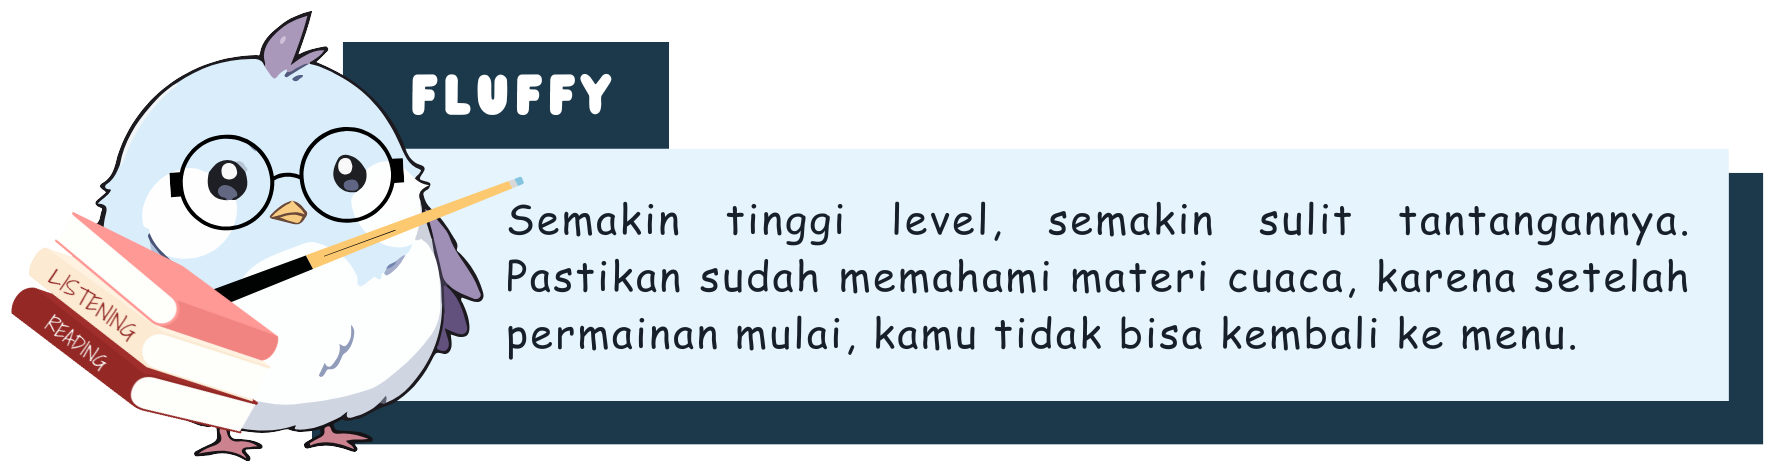 FLUFFY
Semakin tinggi level, semakin sulit tantangannya.
Pastikan sudah memahami materi cuaca, karena setelah
permainan mulai, kamu tidak bisa kembali ke menu.
LISTENING
READING